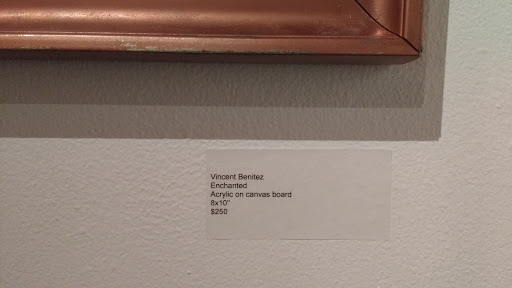 Vincent Benitez
Enchanted
Acrylic on canvas board
8x10"
$250